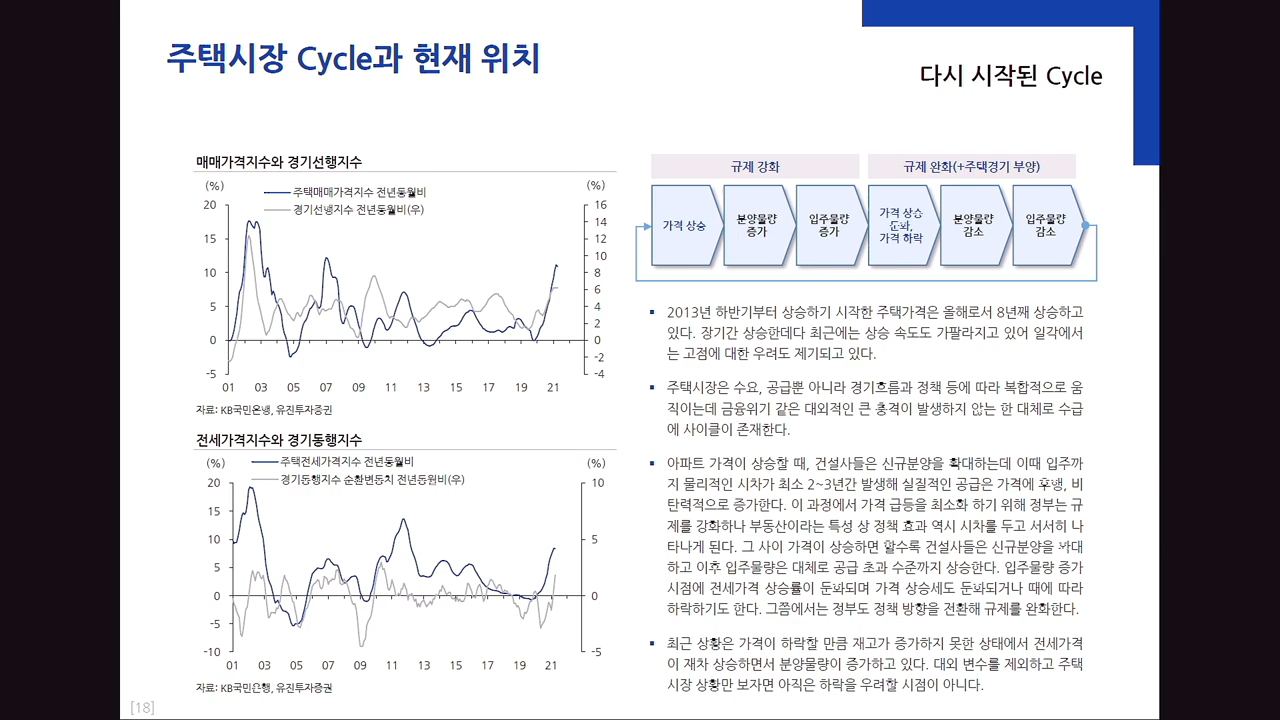 주택시장 Cycle과 현재 위치
다시 시작된 Cycle
매매가격지수와 경기선행지수
(%)
(%)
주택매매가격지수 전년동월비
경기선행지수 전년동월비(우)
20
15
10
5
0
-5
16
14
12
10
8
6
4
2
0
-2
-4
01 03 05 07 09 11 13 15 17 19 21
자료: KB국민은행, 유진투자증권
전세가격지수와 경기동행지수
(%)
(%)
주택전세가격지수 전년동월비
경기동행지수 순환변동치 전년동월비(우)
20
15
10
5
0
-5
-10
10
5
0
-5
01 03 05 07 09 11 13 15 17 19 21
자료: KB국민은행, 유진투자증권
규제 강화
규제 완화(+주택경기 부양)
가격 상승
분양물량
증가
입주물량
증가
가격 상승
둔화,
가격 하락
분양물량
감소
입주물량
감소
▪ 2013년 하반기부터 상승하기 시작한 주택가격은 올해로서 8년째 상승하고
있다. 장기간 상승한데다 최근에는 상승 속도도 가팔라지고 있어 일각에서
는 고점에 대한 우려도 제기되고 있다.
▪ 주택시장은 수요, 공급뿐 아니라 경기흐름과 정책 등에 따라 복합적으로 움
직이는데 금융위기 같은 대외적인 큰 충격이 발생하지 않는 한 대체로 수급
에 사이클이 존재한다.
▪ 아파트 가격이 상승할 때, 건설사들은 신규분양을 확대하는데 이때 입주까
지 물리적인 시차가 최소 2~3년간 발생해 실질적인 공급은 가격에 후행, 비
탄력적으로 증가한다. 이 과정에서 가격 급등을 최소화 하기 위해 정부는 규
제를 강화하나 부동산이라는 특성 상 정책 효과 역시 시차를 두고 서서히 나
타나게 된다. 그 사이 가격이 상승하면 할수록 건설사들은 신규분양을 확대
하고 이후 입주물량은 대체로 공급 초과 수준까지 상승한다. 입주물량 증가
시점에 전세가격 상승률이 둔화되며 가격 상승세도 둔화되거나 때에 따라
하락하기도 한다. 그쯤에서는 정부도 정책 방향을 전환해 규제를 완화한다.
▪ 최근 상황은 가격이 하락할 만큼 재고가 증가하지 못한 상태에서 전세가격
이 재차 상승하면서 분양물량이 증가하고 있다. 대외 변수를 제외하고 주택
시장 상황만 보자면 아직은 하락을 우려할 시점이 아니다.
[18]